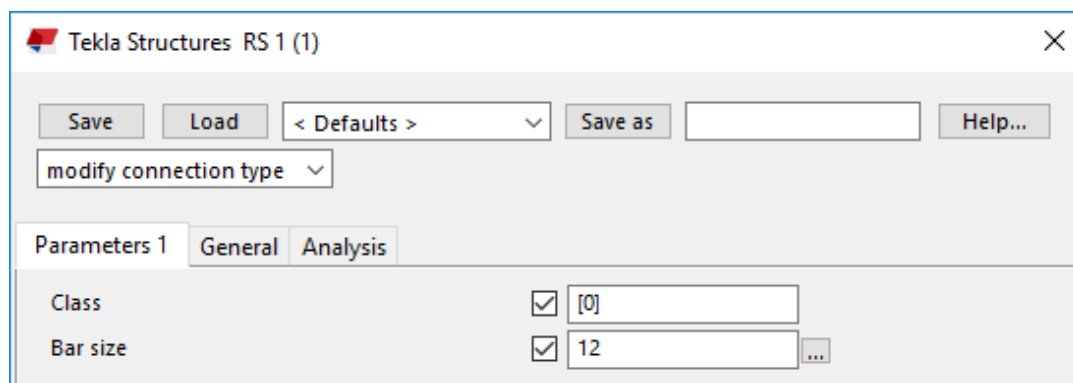 Tekla Structures RS 1 (1)
Save Load < Defaults > Save as Help...
modify connection type
Parameters 1 General Analysis
Class [0]
Bar size 12 ...